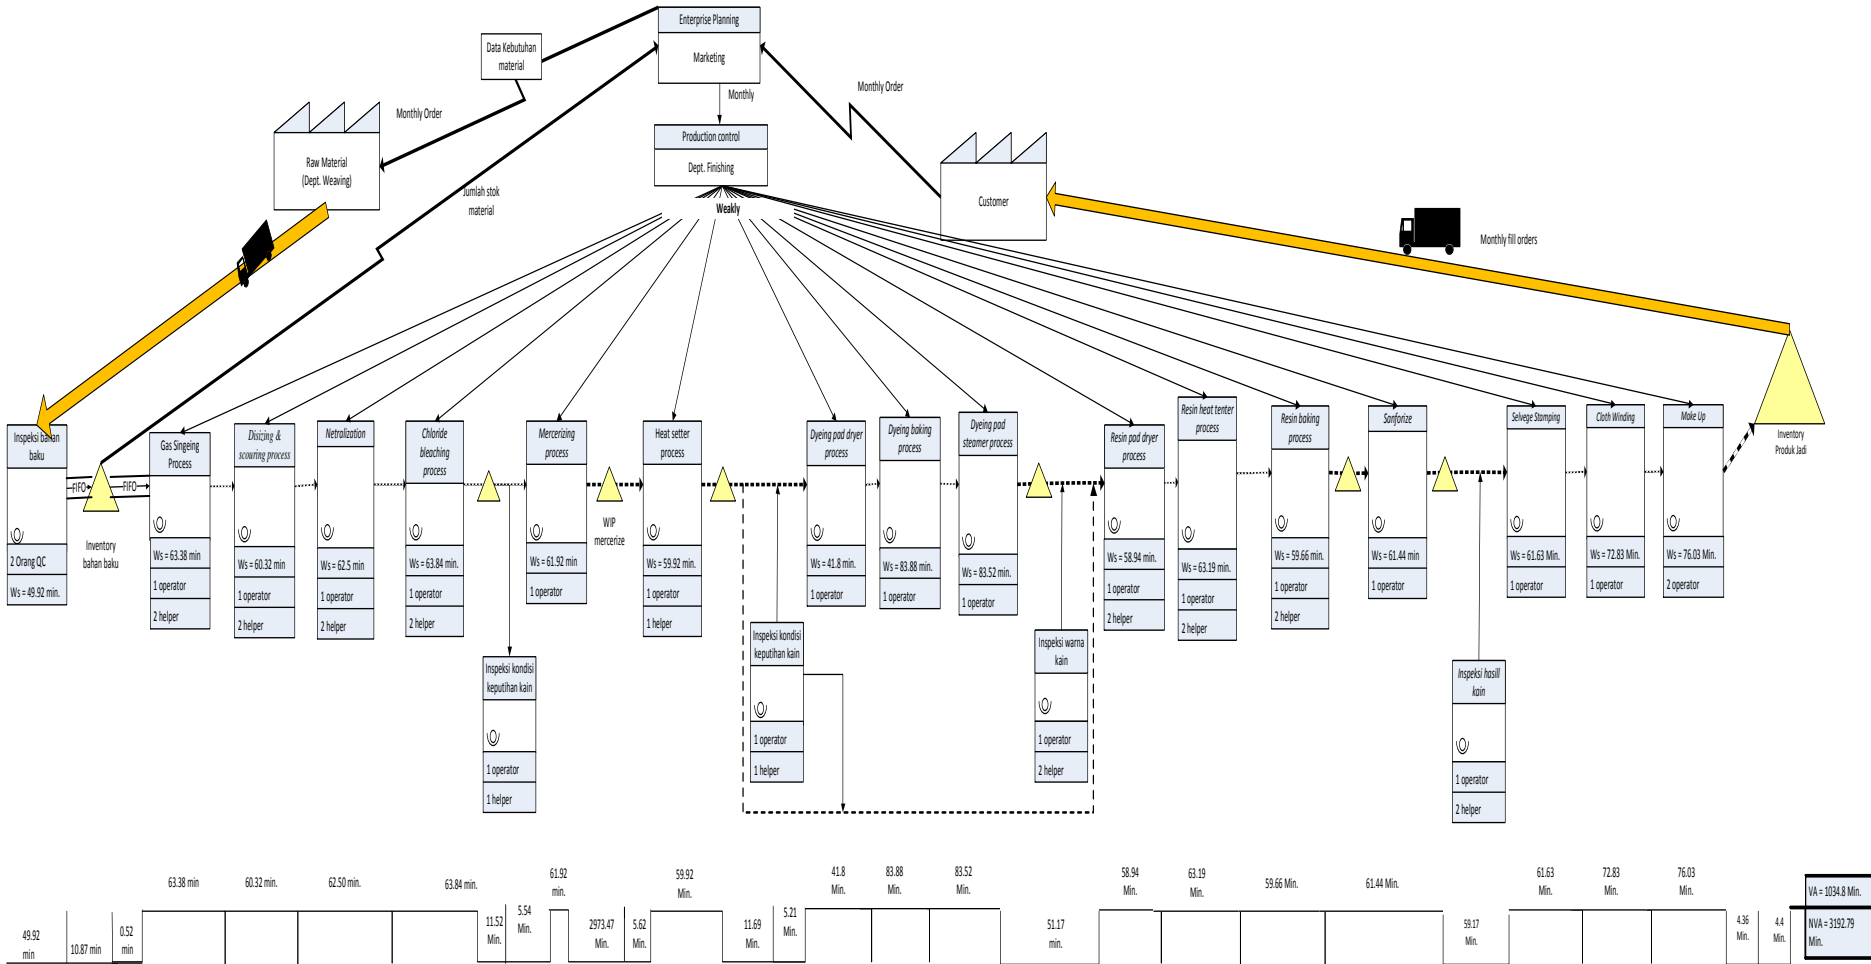 Enterprise Planning
Marketing
Data Kebutuhan
material
Monthly
Monthly Order
Monthly Order
Production control
Dept. Finishing
Raw Material
(Dept. Weaving)
Jumlah stok
material
Weakly
Customer
Monthly fill orders
Inspeksi bahan
baku
2 Orang QC
Ws = 49.92 min.
FIFO
FIFO
Inventory
bahan baku
Gas Singeing
Process
Ws = 63.38 min
1 operator
2 helper
Disizing &
scouring process
Ws = 60.32 min
1 operator
2 helper
Netralization
Ws = 62.5 min
1 operator
2 helper
Chloride
bleaching
process
Ws = 63.84 min.
1 operator
2 helper
Mercerizing
process
Ws = 61.92 min
1 operator
WIP
mercerize
Heat setter
process
Ws = 59.92 min.
1 operator
1 helper
Dyeing pad dryer
process
Ws = 41.8 min.
1 operator
Dyeing baking
process
Ws = 83.88 min.
1 operator
Dyeing pad
steamer process
Ws = 83.52 min.
1 operator
Resin pad dryer
process
Ws = 58.94 min.
1 operator
2 helper
Resin heat tenter
process
Ws = 63.19 min.
1 operator
2 helper
Resin baking
process
Ws = 59.66 min.
1 operator
2 helper
Sanforize
Ws = 61.44 min
1 operator
Selvege Stamping
Ws = 61.63 Min.
1 operator
Cloth Winding
Ws = 72.83 Min.
1 operator
Make Up
Ws = 76.03 Min.
2 operator
Inventory
Produk Jadi
Inspeksi kondisi
keputihan kain
1 operator
1 helper
Inspeksi kondisi
keputihan kain
1 operator
1 helper
Inspeksi warna
kain
1 operator
2 helper
Inspeksi hasill
kain
1 operator
2 helper
49.92
min
10.87 min
0.52
min
63.38 min
60.32 min.
62.50 min.
63.84 min.
11.52
Min.
5.54
Min.
61.92
min.
2973.47
Min.
5.62
Min.
59.92
Min.
11.69
Min.
5.21
Min.
41.8
Min.
83.88
Min.
83.52
Min.
51.17
min.
58.94
Min.
63.19
Min.
59.66 Min.
61.44 Min.
59.17
Min.
61.63
Min.
72.83
Min.
76.03
Min.
4.36
Min.
4.4
Min.
VA = 1034.8 Min.
NVA = 3192.79
Min.